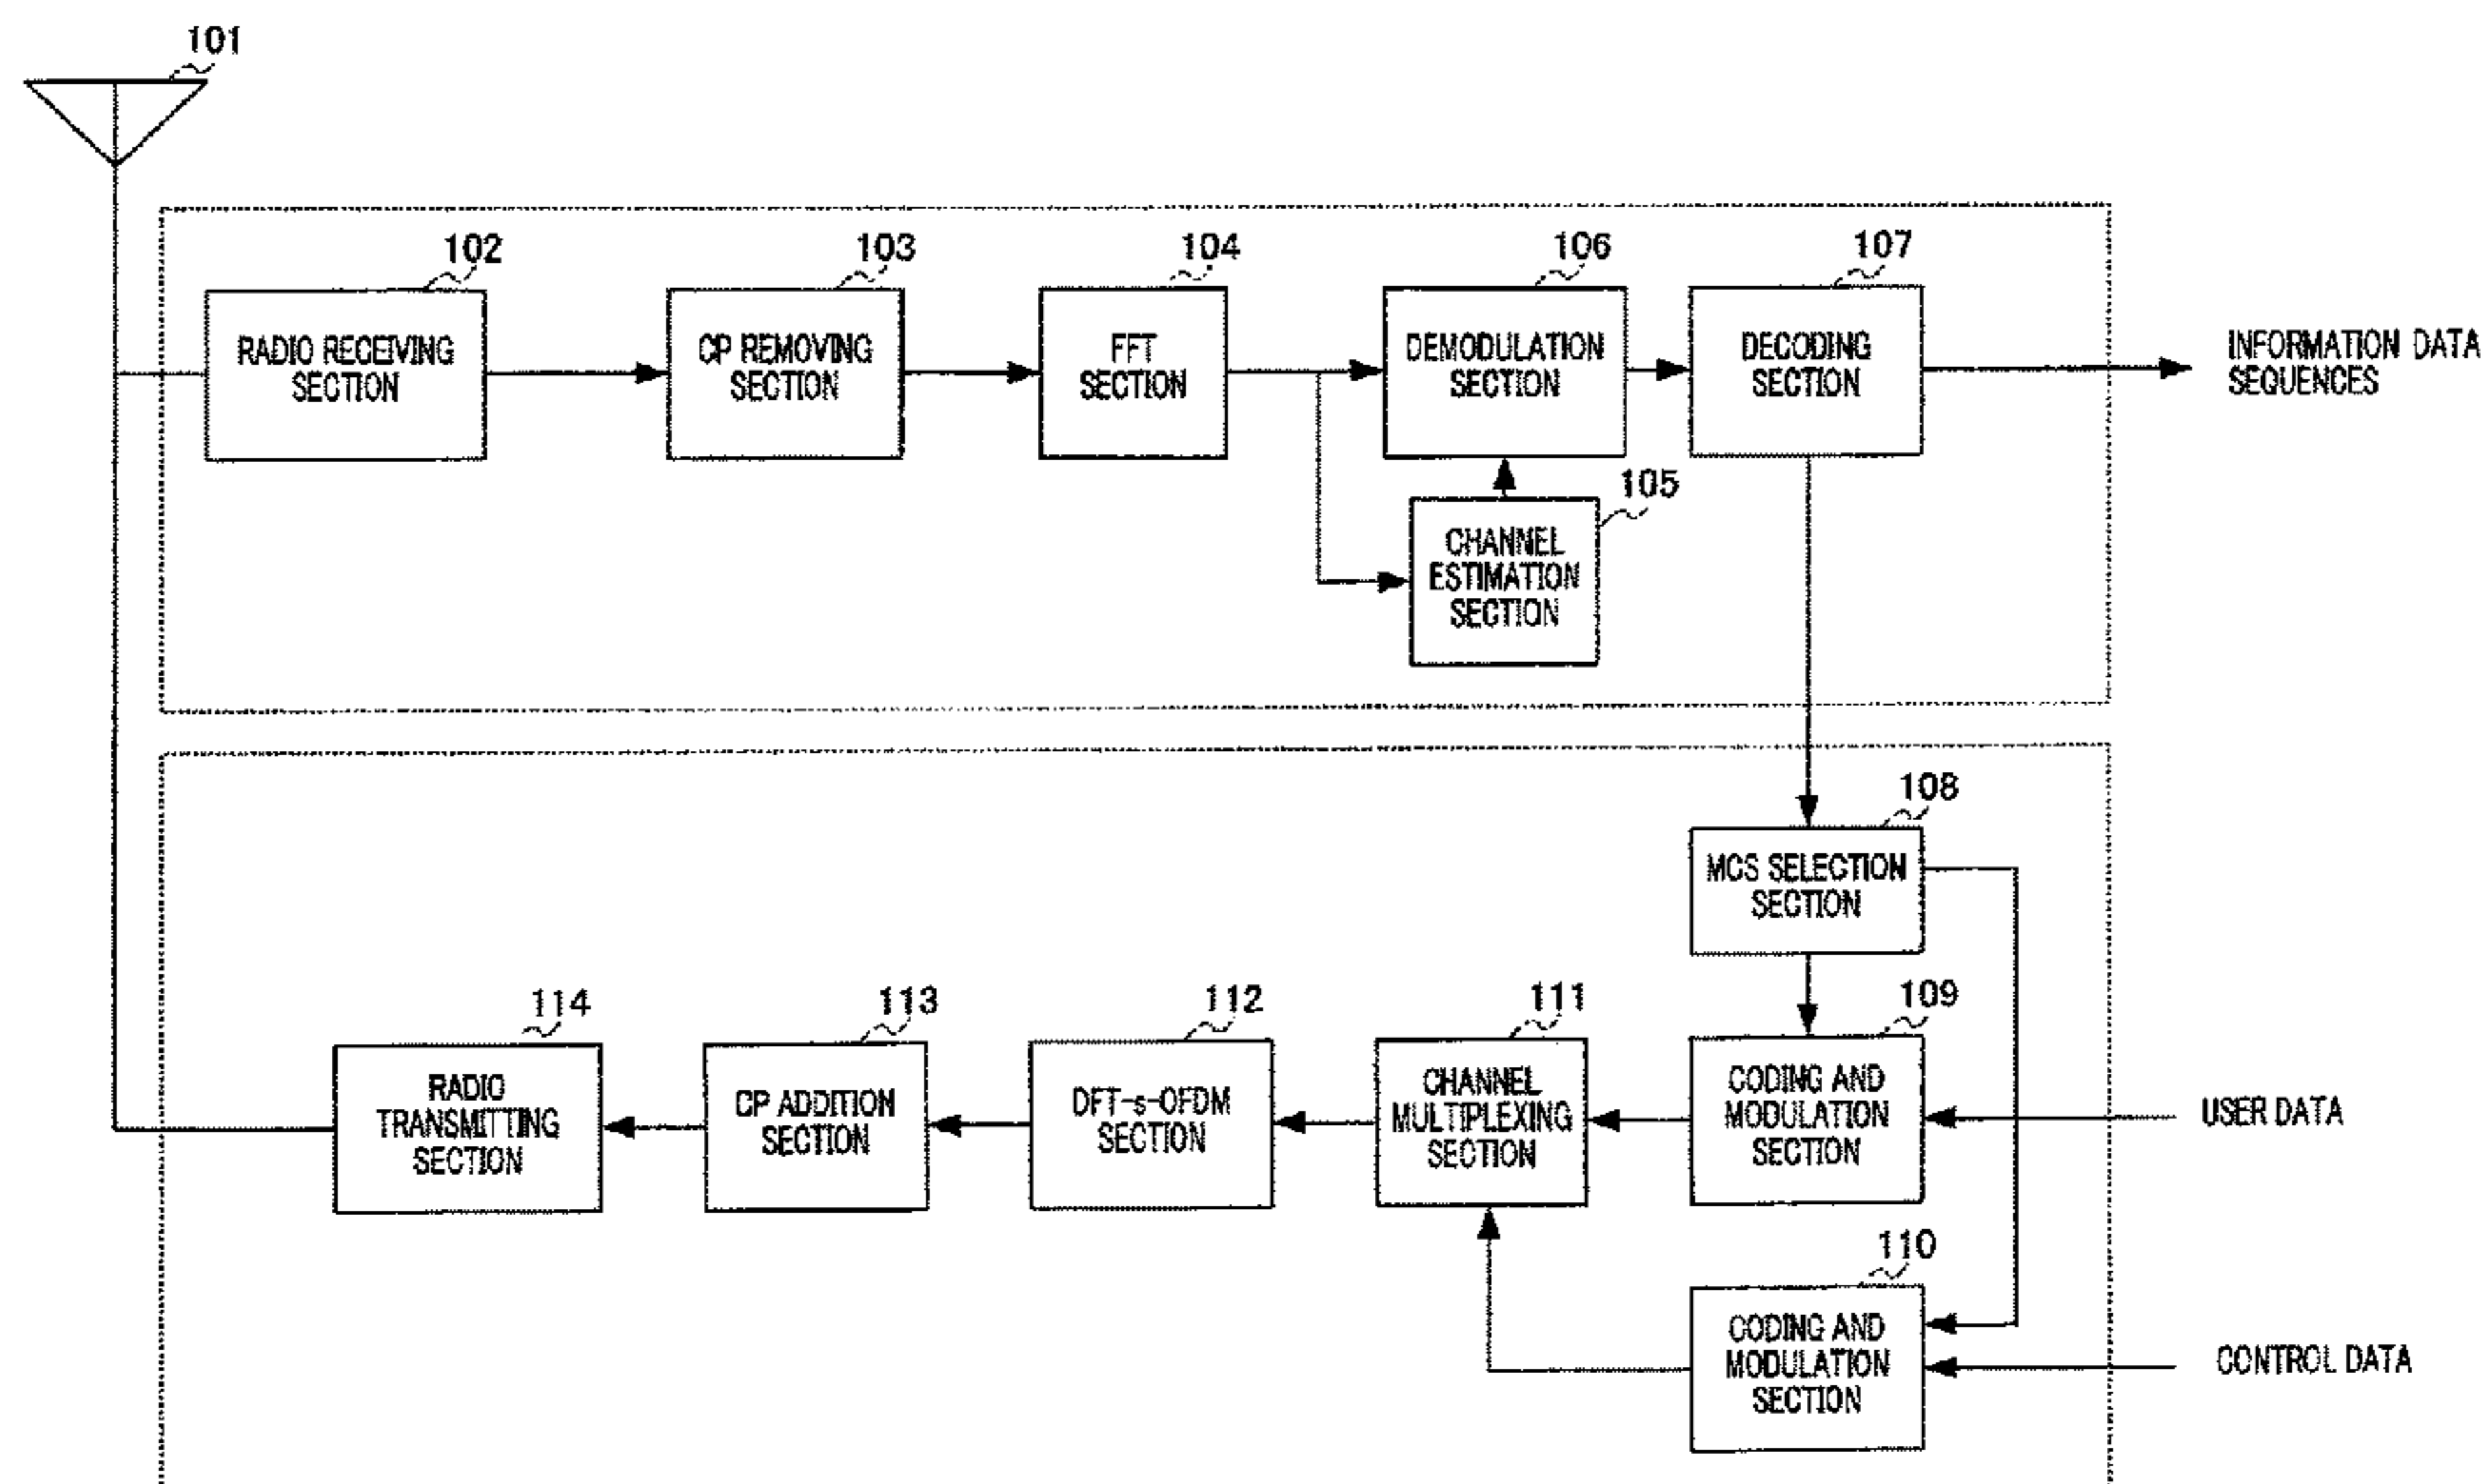 101
102
RADIO RECEIVING
SECTION
103
CP REMOVING
SECTION
104
FFT
SECTION
106
DEMODULATION
SECTION
107
DECODING
SECTION
INFORMATION DATA
SEQUENCES
105
CHANNEL
ESTIMATION
SECTION
108
MCS SELECTION
SECTION
114
RADIO
TRANSMITTING
SECTION
113
CP ADDITION
SECTION
112
DFT-s-OFDM
SECTION
111
CHANNEL
MULTIPLEXING
SECTION
109
CODING AND
MODULATION
SECTION
USER DATA
110
CODING AND
MODULATION
SECTION
CONTROL DATA